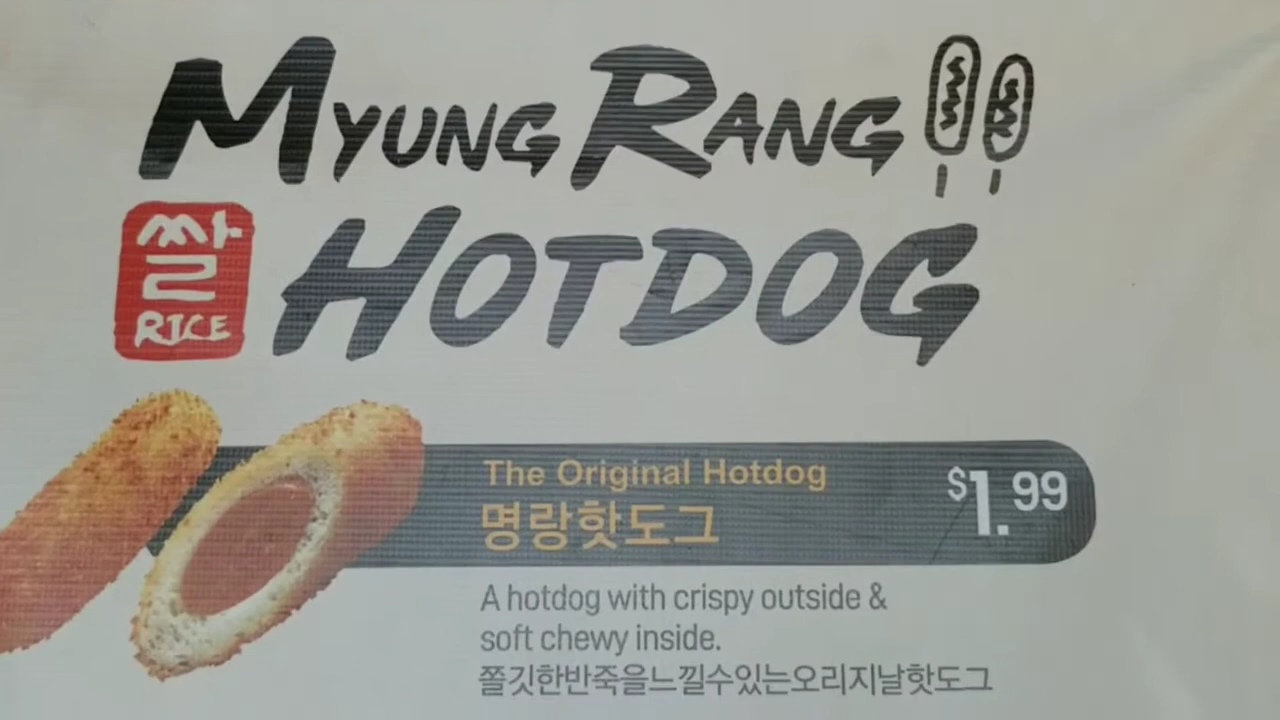 MYUNG RANG
쌀
RICE
HOTDOG
The Original Hotdog
명랑핫도그
$1.99
A hotdog with crispy outside &
soft chewy inside.
쫄깃한반죽을느낄수있는오리지날핫도그